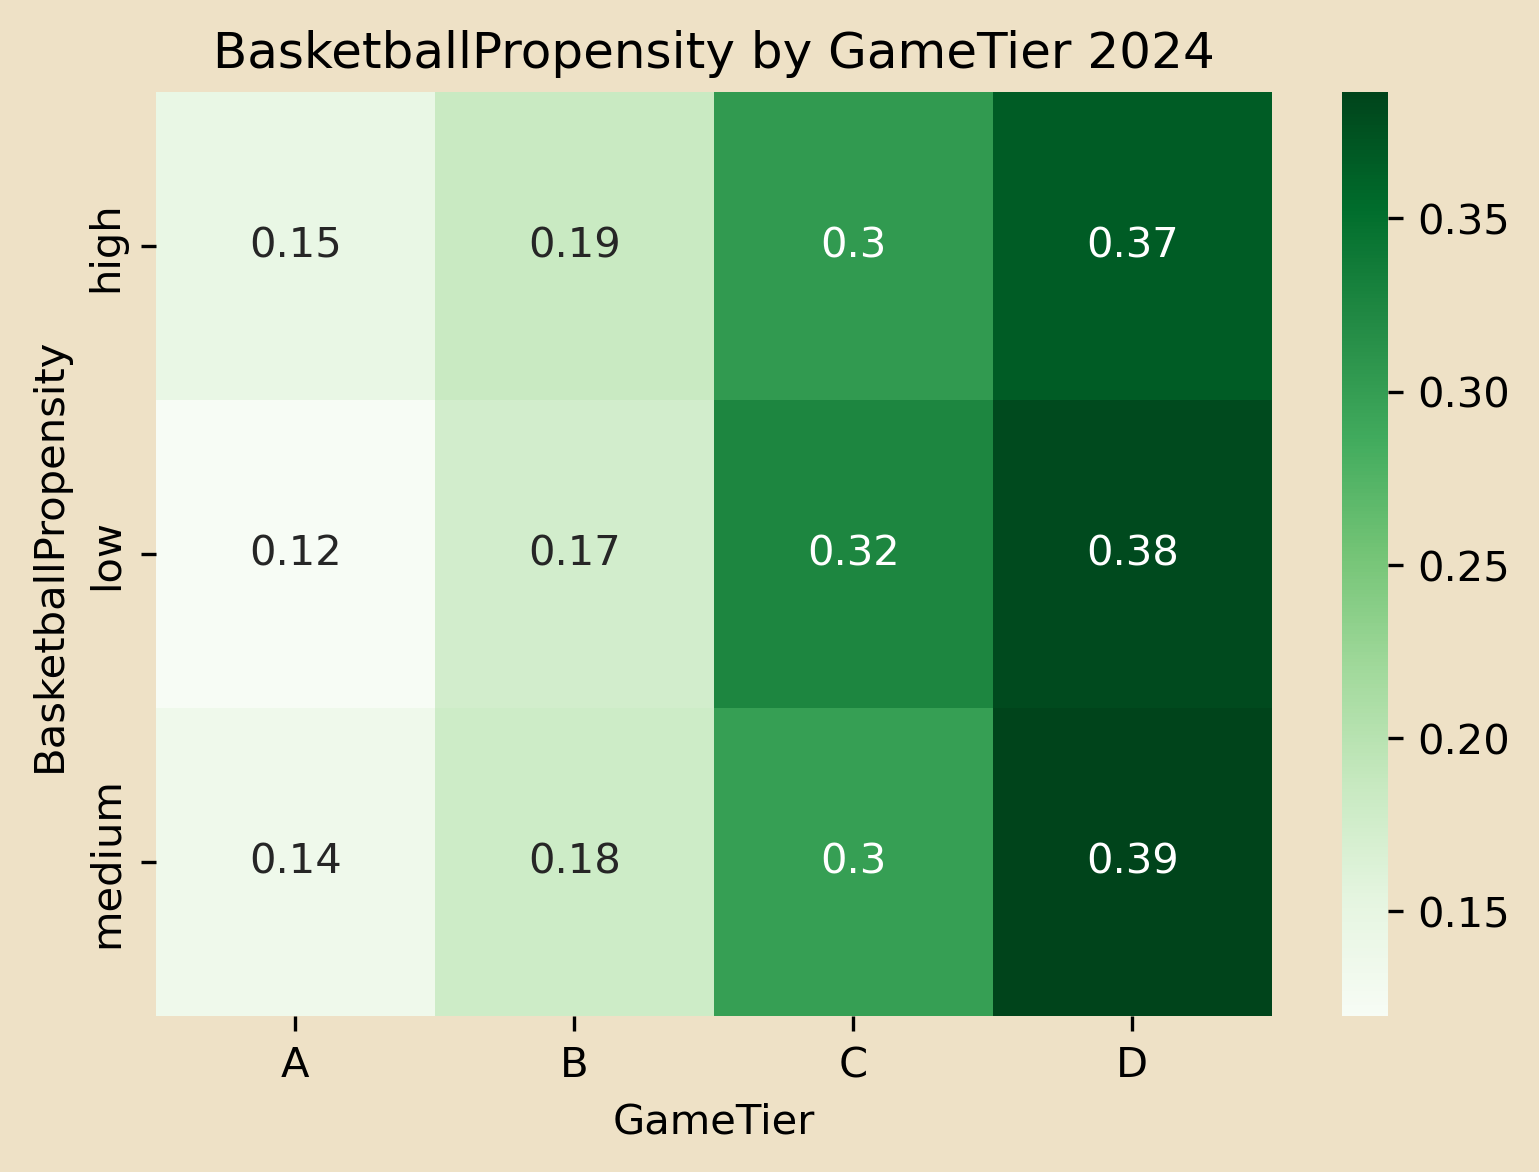 BasketballPropensity by GameTier 2024
BasketballPropensity
high
0.15
0.19
0.3
0.37
low
0.12
0.17
0.32
0.38
medium
0.14
0.18
0.3
0.39
A
B
C
D
GameTier
0.35
0.30
0.25
0.20
0.15